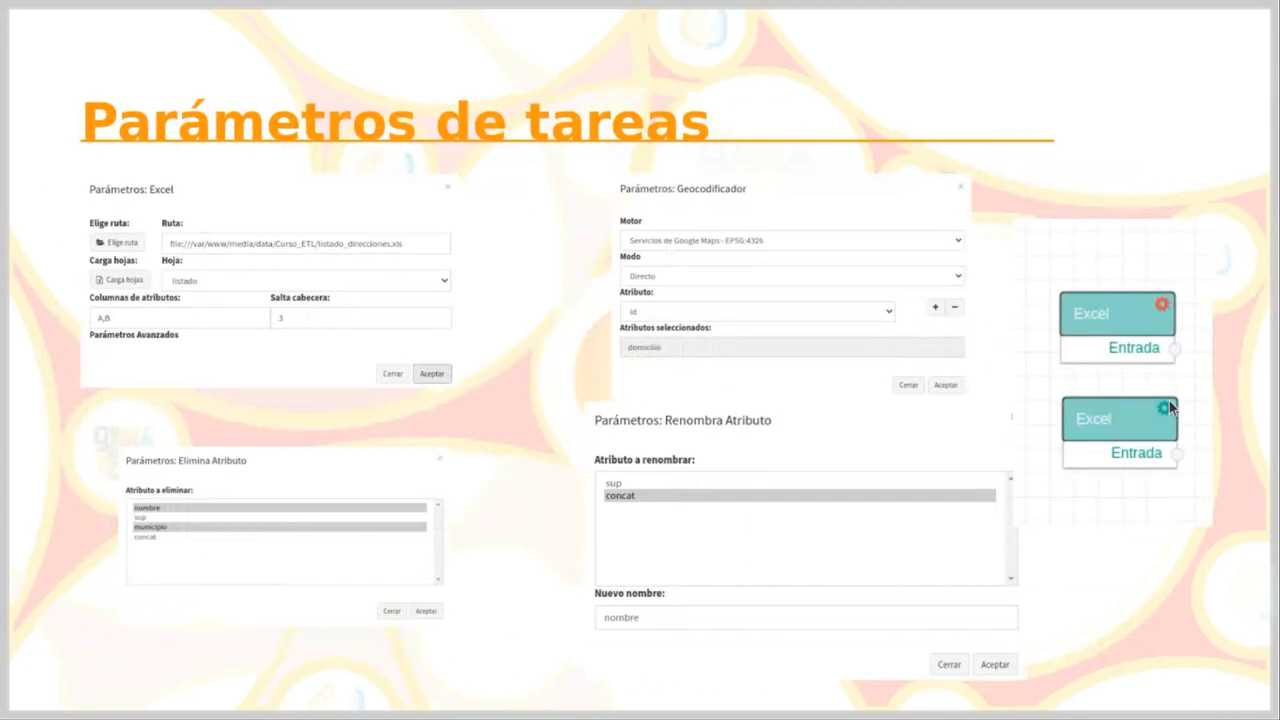 Parámetros de tareas
Parámetros: Excel
×
Elige ruta:
Ruta:
Elige ruta
file:///var/www/media/data/Curso_ETL/listado_direcciones.xls
Carga hojas:
Hoja:
Carga hojas
listado
Columnas de atributos:
Salta cabecera:
A,B
3
Parámetros Avanzados
Cerrar
Aceptar
Parámetros: Geocodificador
×
Motor
Servicios de Google Maps - EPSG:4326
Modo
Directo
Atributo:
id
+
−
Atributos seleccionados:
domicilio
Cerrar
Aceptar
Excel
Entrada
Excel
Entrada
Parámetros: Elimina Atributo
×
Atributo a eliminar:
nombre
sup
municipio
concat
Cerrar
Aceptar
Parámetros: Renombra Atributo
Atributo a renombrar:
sup
concat
Nuevo nombre:
nombre
Cerrar
Aceptar